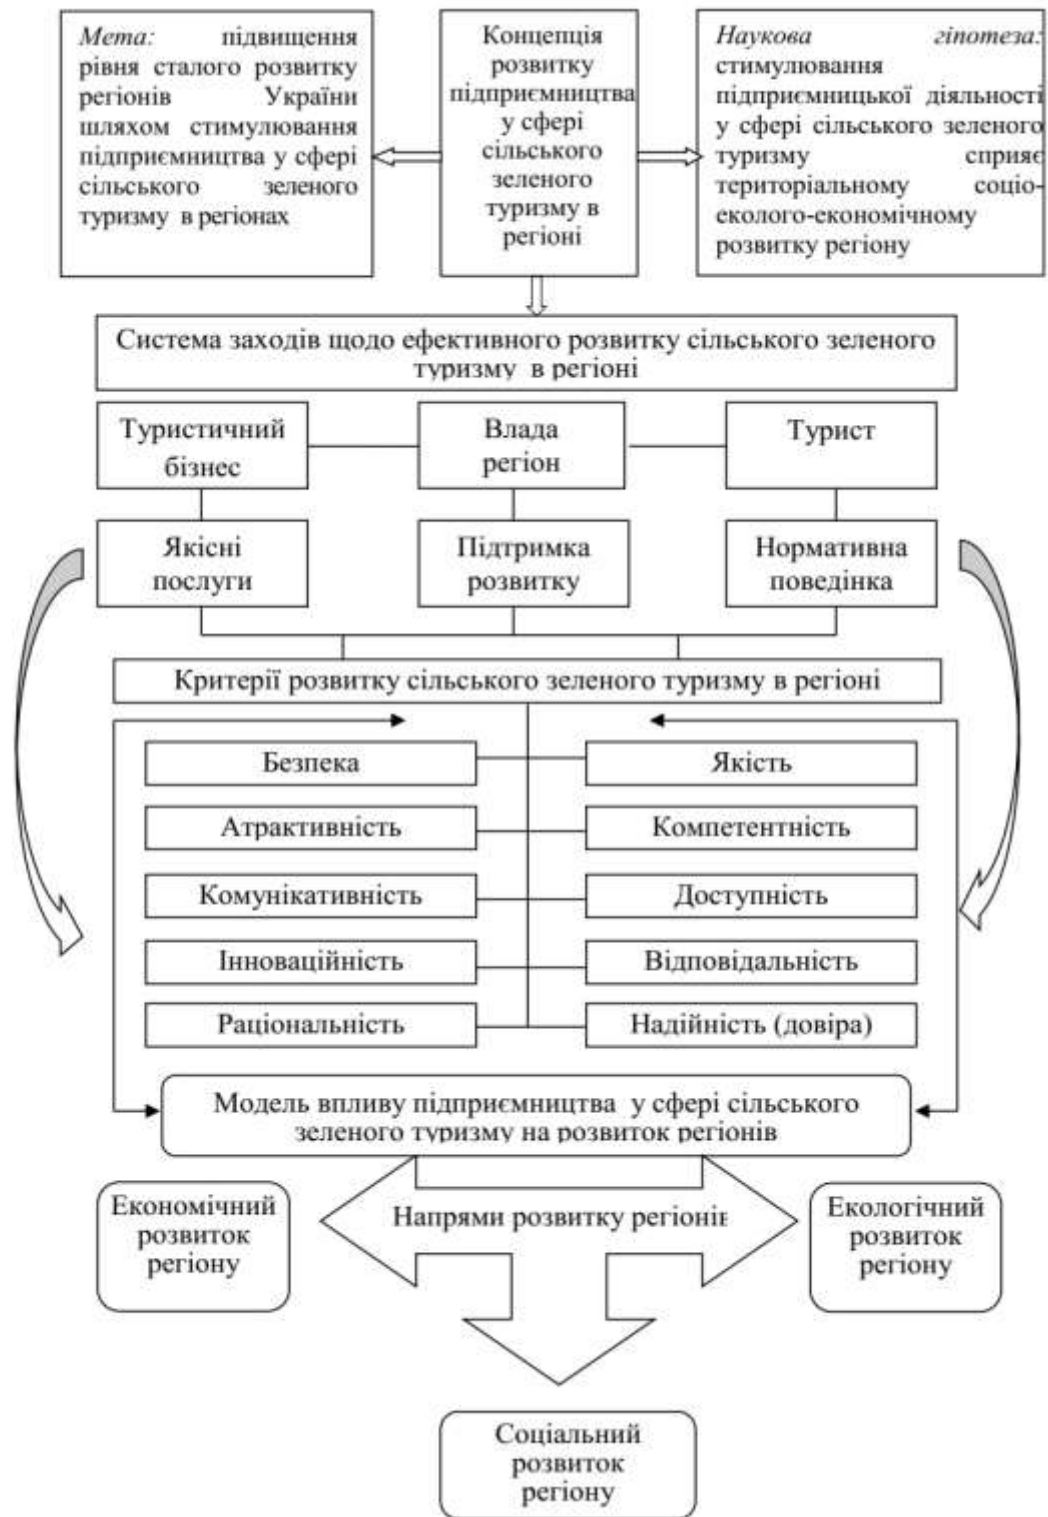 Мета: підвищення
рівня сталого розвитку
регіонів України
шляхом стимулювання
підприємництва у сфері
сільського зеленого
туризму в регіонах
Концепція
розвитку
підприємництва
у сфері
сільського
зеленого
туризму в
регіоні
Наукова гіпотеза:
стимулювання
підприємницької діяльності
у сфері сільського зеленого
туризму сприяє
територіальному соціо-
еколого-економічному
розвитку регіону
Система заходів щодо ефективного розвитку сільського зеленого
туризму в регіоні
Туристичний
бізнес
Влада
регіон
Турист
Якісні
послуги
Підтримка
розвитку
Нормативна
поведінка
Критерії розвитку сільського зеленого туризму в регіоні
Безпека
Якість
Атрактивність
Компетентність
Комунікативність
Доступність
Інноваційність
Відповідальність
Раціональність
Надійність (довіра)
Модель впливу підприємництва у сфері сільського
зеленого туризму на розвиток регіонів
Економічний
розвиток
регіону
Напрями розвитку регіонів
Екологічний
розвиток
регіону
Соціальний
розвиток
регіону